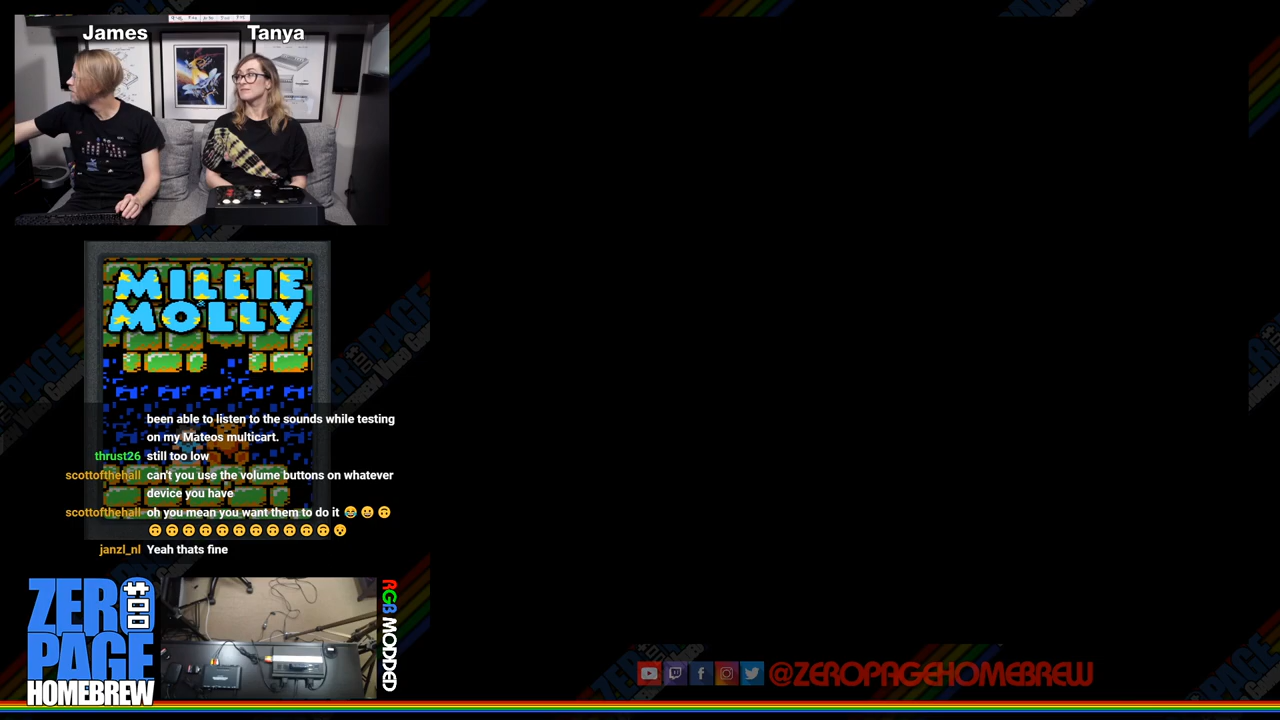 James
Tanya
MILLIE
MOLLY
been able to listen to the sounds while testing
on my Mateos multicart.
thrust26 still too low
scottofthehall can't you use the volume buttons on whatever
device you have
scottofthehall oh you mean you want them to do it 😂 😀 🙃
🙃 🙃 🙃 🙃 🙃 🙃 🙃 🙃 🙃 🙃 🙃 😮
janzl_nl Yeah thats fine
ZERO
PAGE
HOMEBREW
$00
RGB MODDED
@ZEROPAGEHOMEBREW